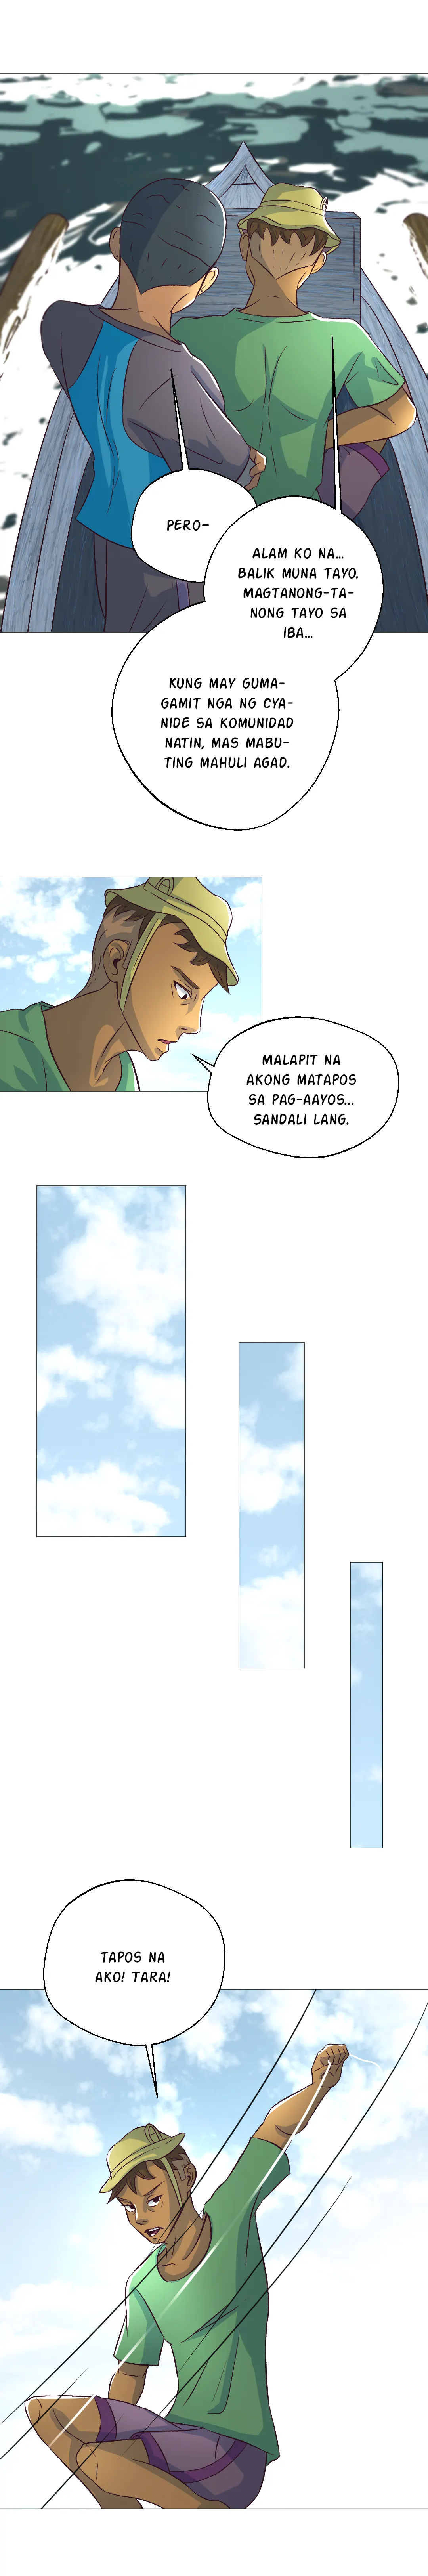 PERO-
ALAM KO NA...
BALIK MUNA TAYO.
MAGTANONG-TA-
NONG TAYO SA
IBA...
KUNG MAY GUMA-
GAMIT NGA NG CYA-
NIDE SA KOMUNIDAD
NATIN, MAS MABU-
TING MAHULI AGAD.
MALAPIT NA
AKONG MATAPOS
SA PAG-AAYOS...
SANDALI LANG.
TAPOS NA
AKO! TARA!